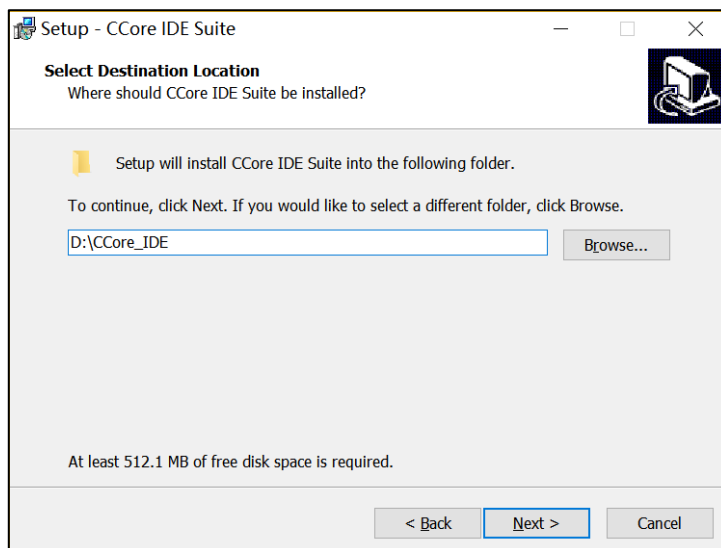 Setup - CCore IDE Suite
Select Destination Location
Where should CCore IDE Suite be installed?
Setup will install CCore IDE Suite into the following folder.
To continue, click Next. If you would like to select a different folder, click Browse.
D:\CCore_IDE
Browse...
At least 512.1 MB of free disk space is required.
< Back
Next >
Cancel